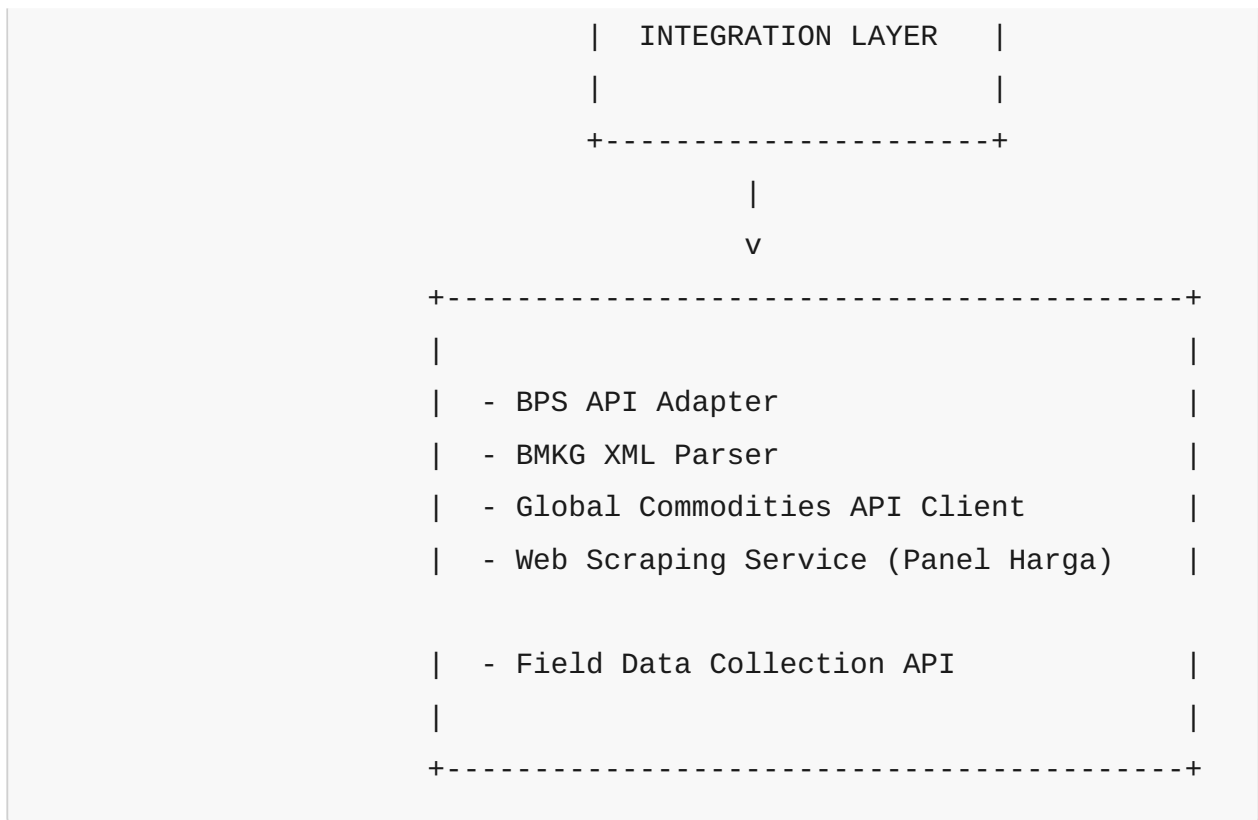 |  INTEGRATION LAYER   |
|                      |
+----------------------+
|
v
+------------------------------------------+
|                                          |
|  - BPS API Adapter                       |
|  - BMKG XML Parser                       |
|  - Global Commodities API Client         |
|  - Web Scraping Service (Panel Harga)    |
|  - Field Data Collection API             |
|                                          |
+------------------------------------------+